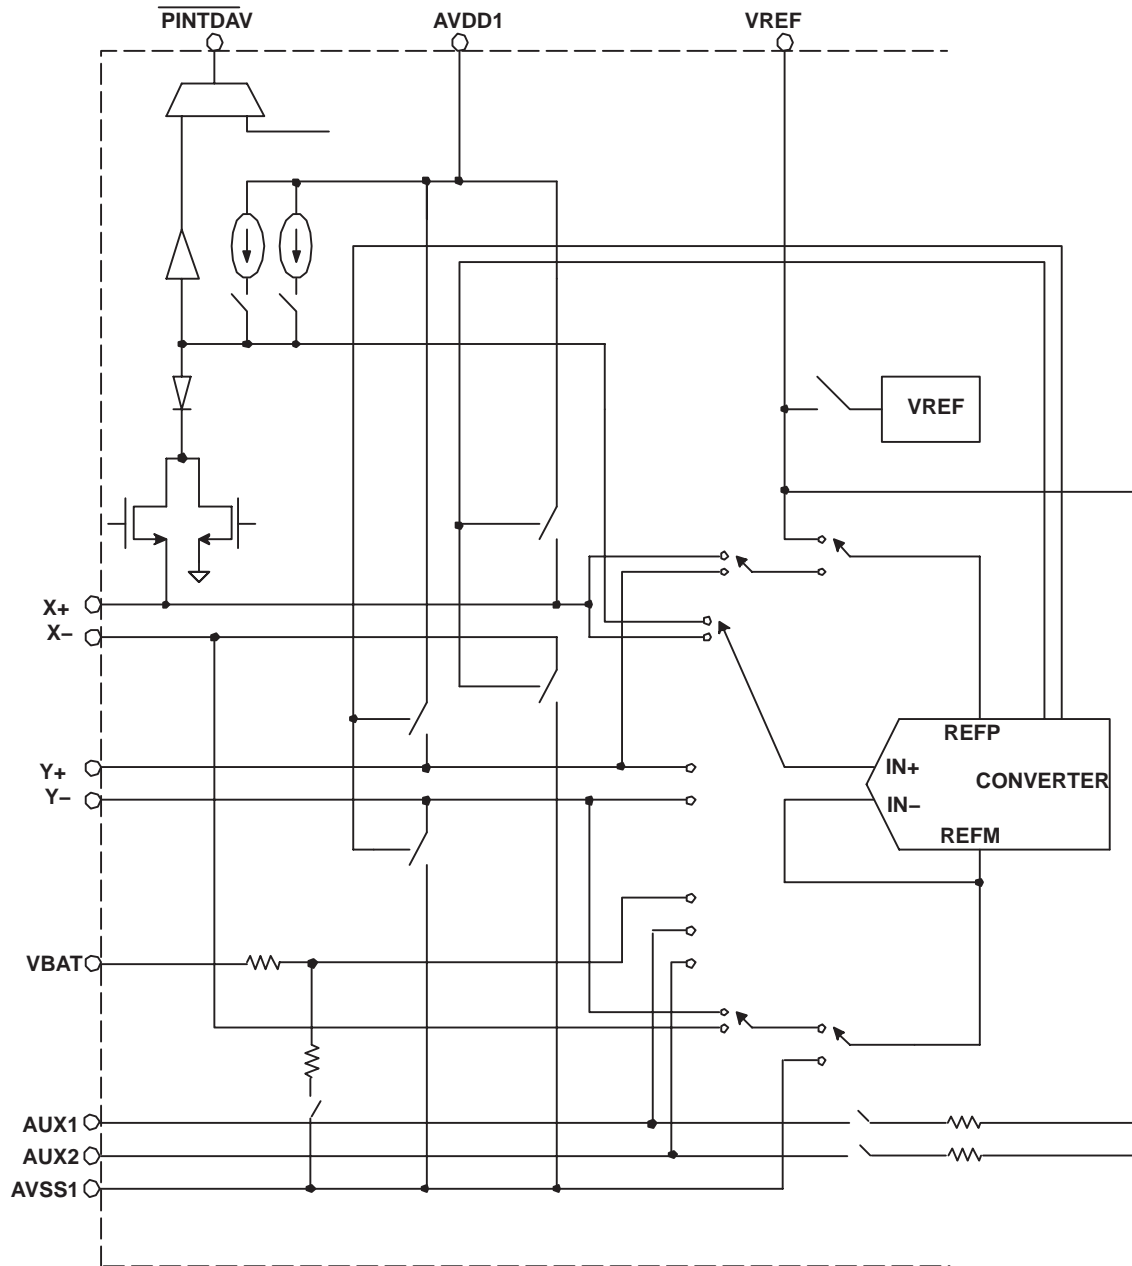 PINTDAV AVDD1 VREF
VREF
X+
X–
REFP
Y+
IN+
CONVERTER
Y–
IN–
REFM
VBAT
AUX1
AUX2
AVSS1